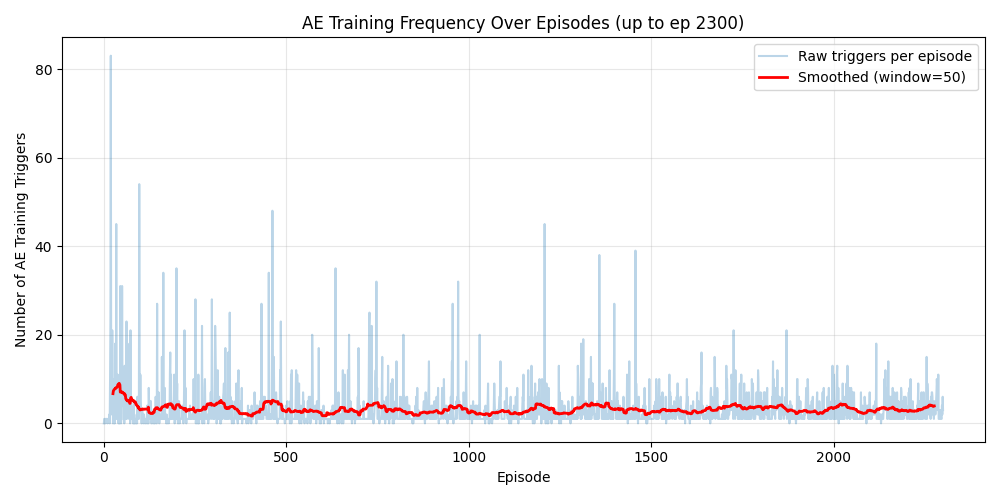 AE Training Frequency Over Episodes (up to ep 2300)
Raw triggers per episode
Smoothed (window=50)
Number of AE Training Triggers
80
60
40
20
0
0 500 1000 1500 2000
Episode